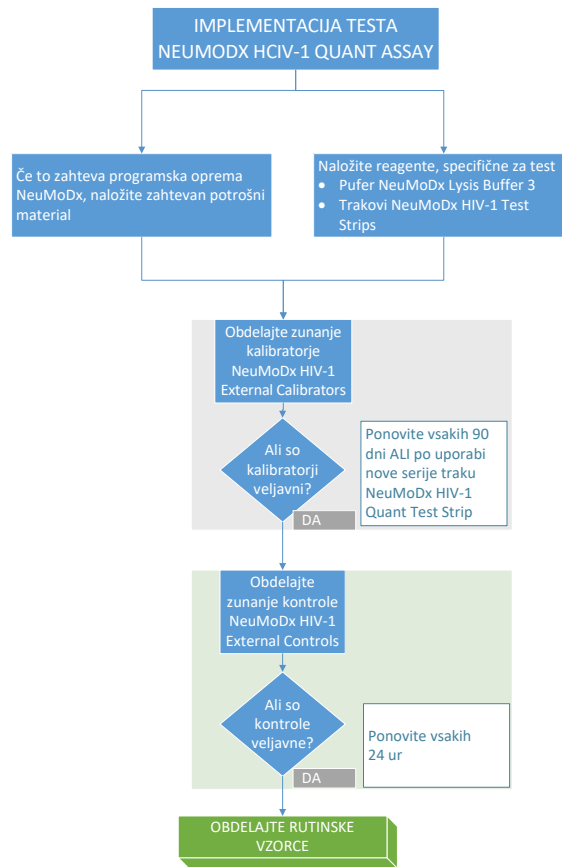 IMPLEMENTACIJA TESTA
NEUMODX HCIV-1 QUANT ASSAY
Če to zahteva programska oprema
NeuMoDx, naložite zahtevan potrošni
material
Naložite reagente, specifične za test
• Pufer NeuMoDx Lysis Buffer 3
• Trakovi NeuMoDx HIV-1 Test
Strips
Obdelajte zunanje
kalibratorje
NeuMoDx HIV-1
External Calibrators
Ali so
kalibratorji
veljavni?
Ponovite vsakih 90
dni ALI po uporabi
nove serije traku
NeuMoDx HIV-1
Quant Test Strip
DA
Obdelajte
zunanje kontrole
NeuMoDx HIV-1
External Controls
Ali so
kontrole
veljavne?
Ponovite vsakih
24 ur
DA
OBDELAJTE RUTINSKE
VZORCE